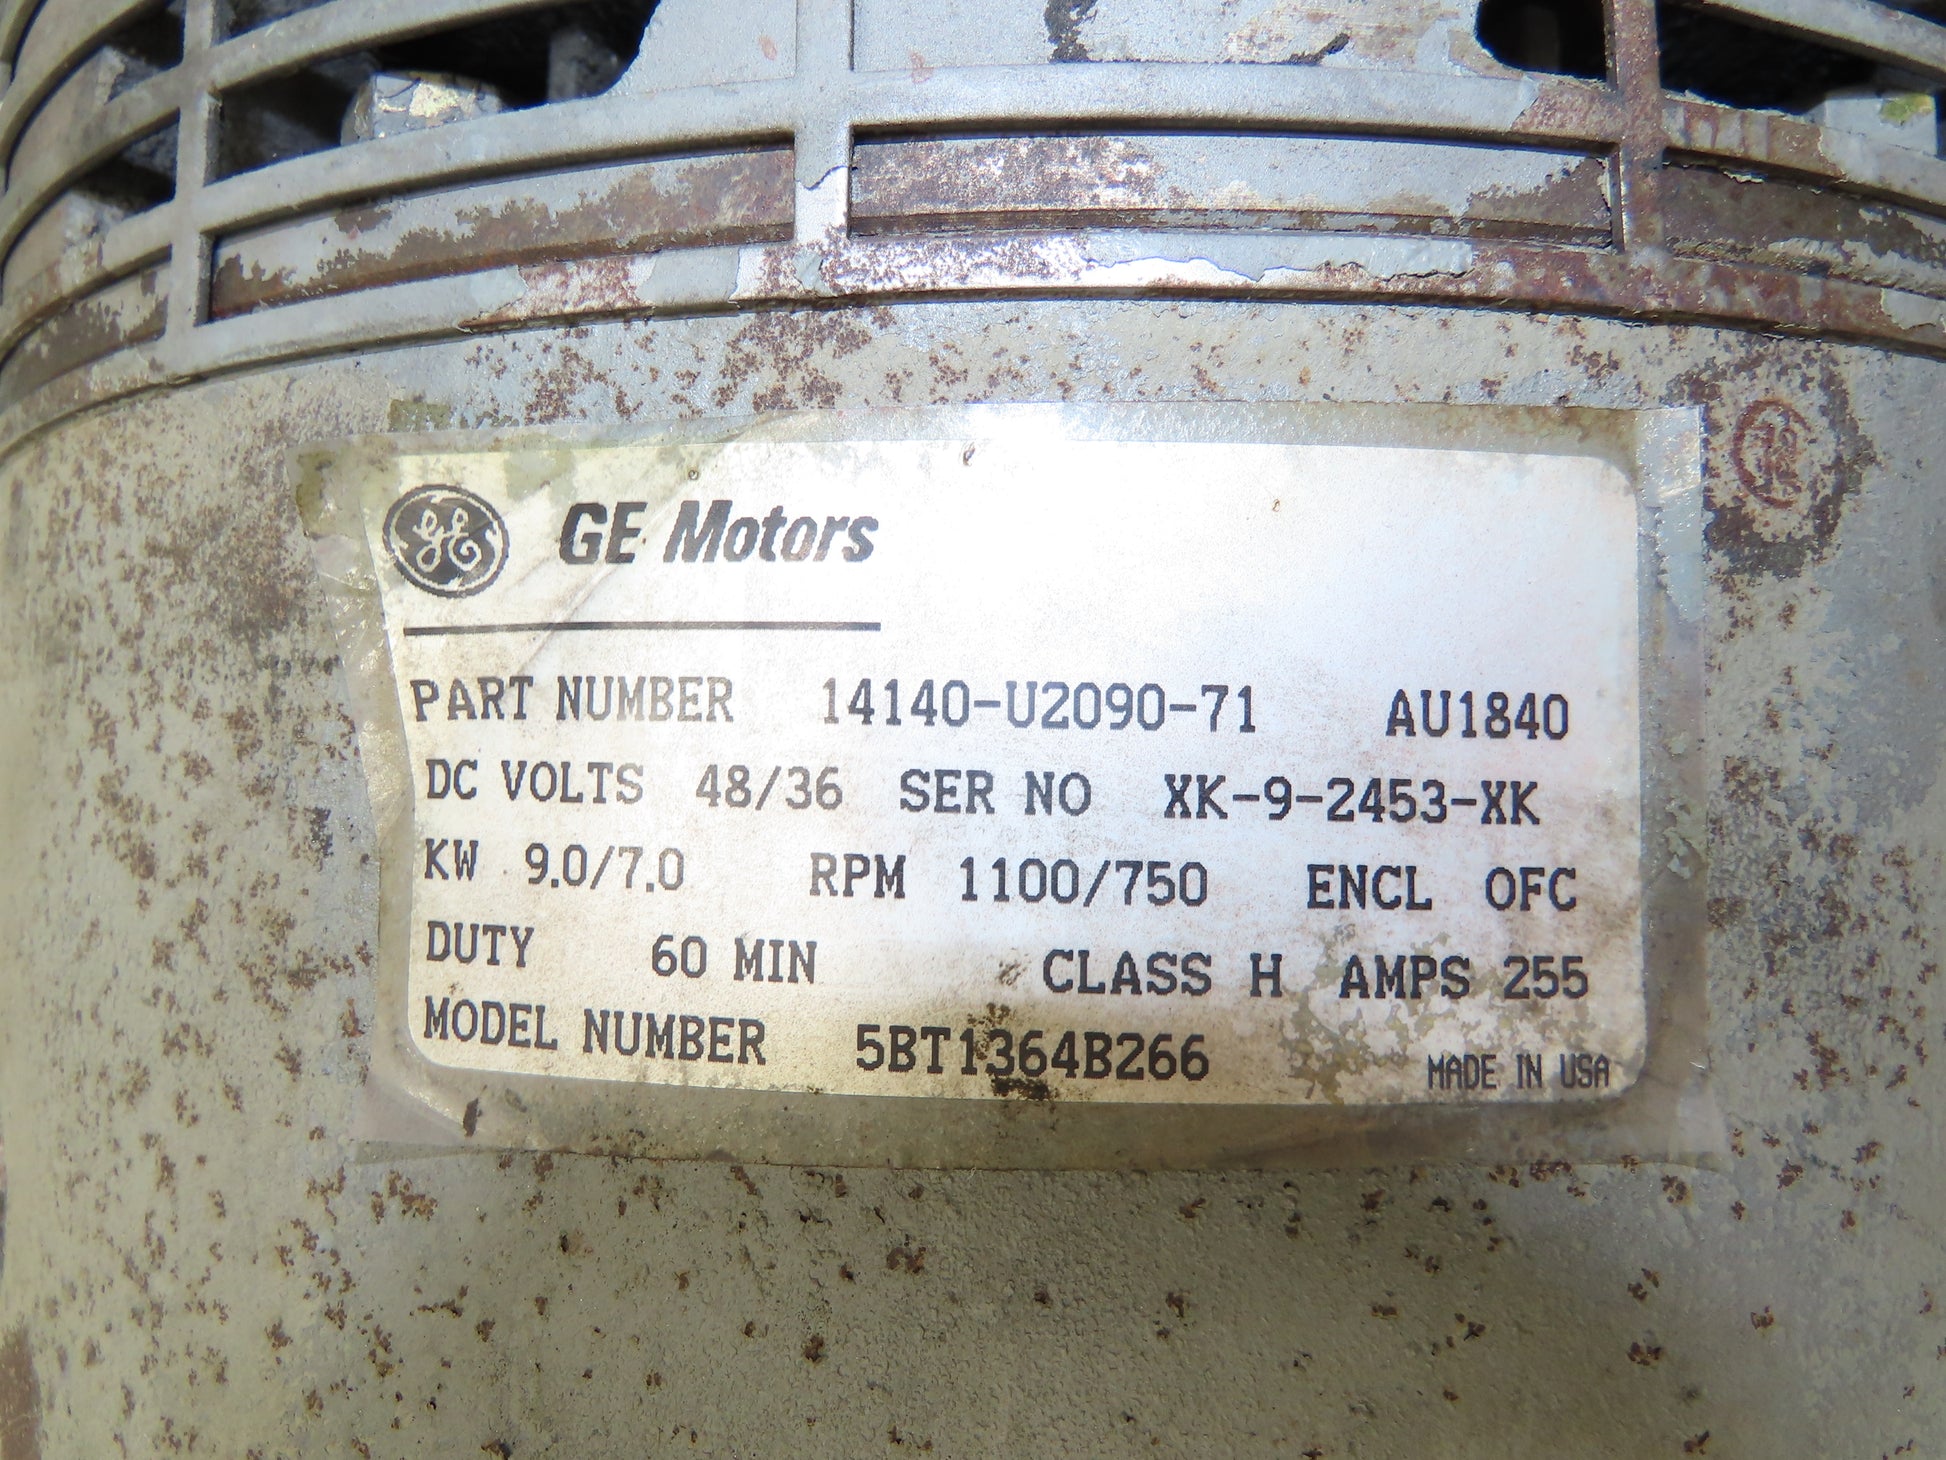 GE GE Motors
PART NUMBER 14140-U2090-71 AU1840
DC VOLTS 48/36 SER NO XK-9-2453-XK
KW 9.0/7.0 RPM 1100/750 ENCL OFC
DUTY 60 MIN CLASS H AMPS 255
MODEL NUMBER 5BT1364B266
MADE IN USA